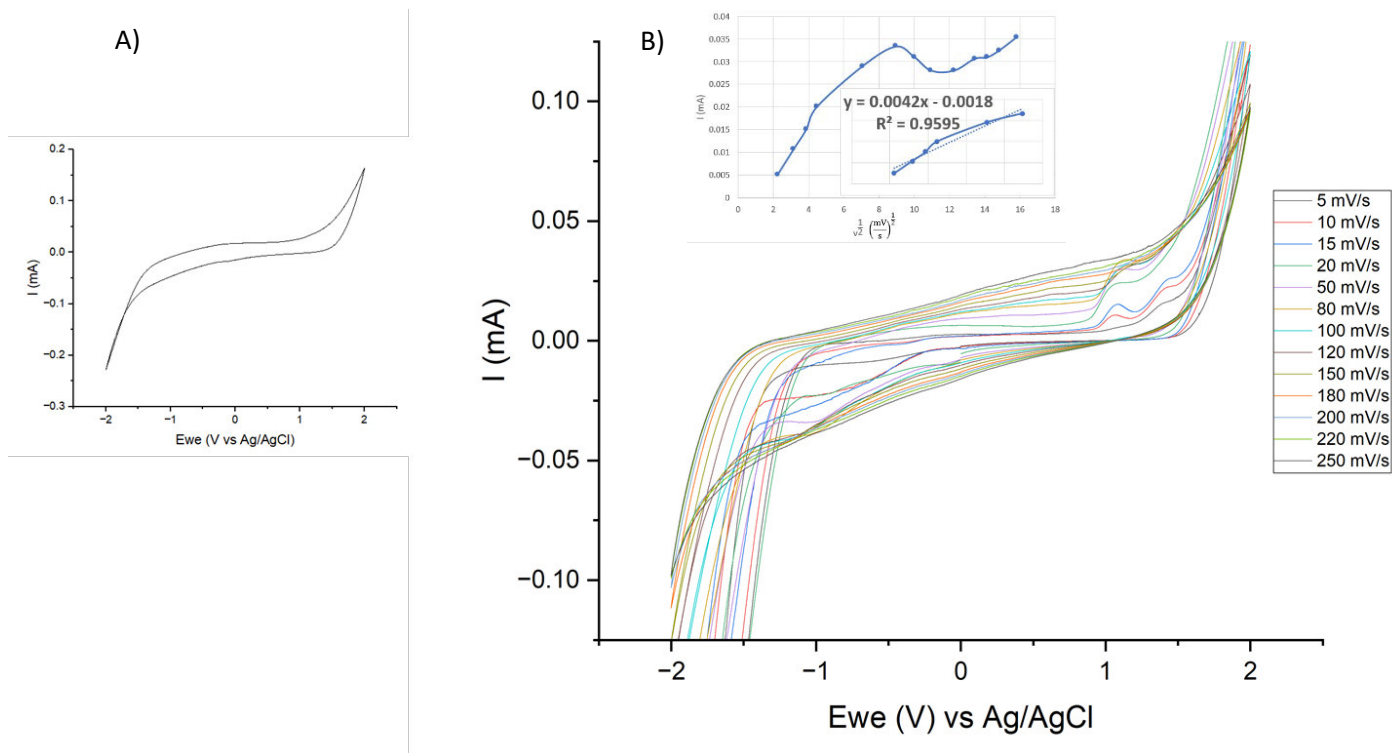 A)
0.2
0.1
0.0
−0.1
−0.2
−0.3
I (mA)
−2 −1 0 1 2
Ewe (V vs Ag/AgCl)
B)
0.04
0.035
0.03
0.025
0.02
0.015
0.01
0.005
0
I (mA)
y = 0.0042x - 0.0018
R² = 0.9595
0 2 4 6 8 10 12 14 16 18
v^1/2 (mV/s)^1/2
0.10
0.05
0.00
−0.05
−0.10
I (mA)
−2 −1 0 1 2
Ewe (V) vs Ag/AgCl
5 mV/s
10 mV/s
15 mV/s
20 mV/s
50 mV/s
80 mV/s
100 mV/s
120 mV/s
150 mV/s
180 mV/s
200 mV/s
220 mV/s
250 mV/s